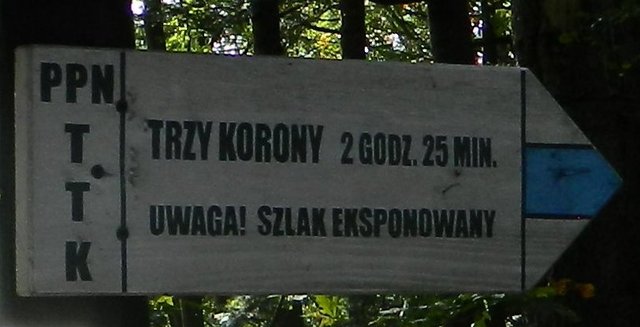 PPN
T
T
K
TRZY KORONY 2 GODZ. 25 MIN.
UWAGA! SZLAK EKSPONOWANY